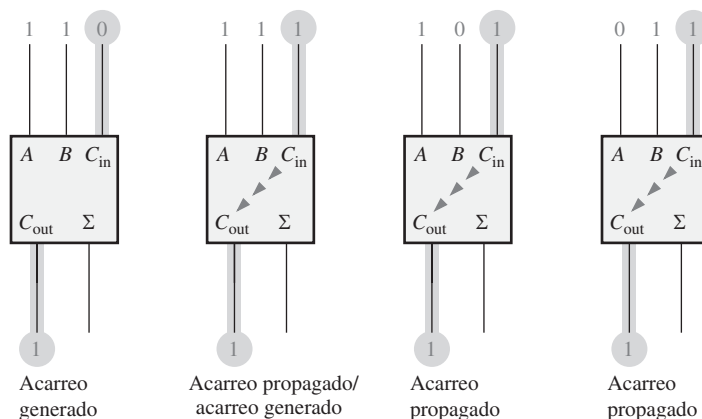 1 1 0 1 1 1 1 0 1 0 1 1
A B Cin A B Cin A B Cin A B Cin
Cout Σ Cout Σ Cout Σ Cout Σ
1 1 1 1
Acarreo generado
Acarreo propagado/
acarreo generado
Acarreo
propagado
Acarreo
propagado